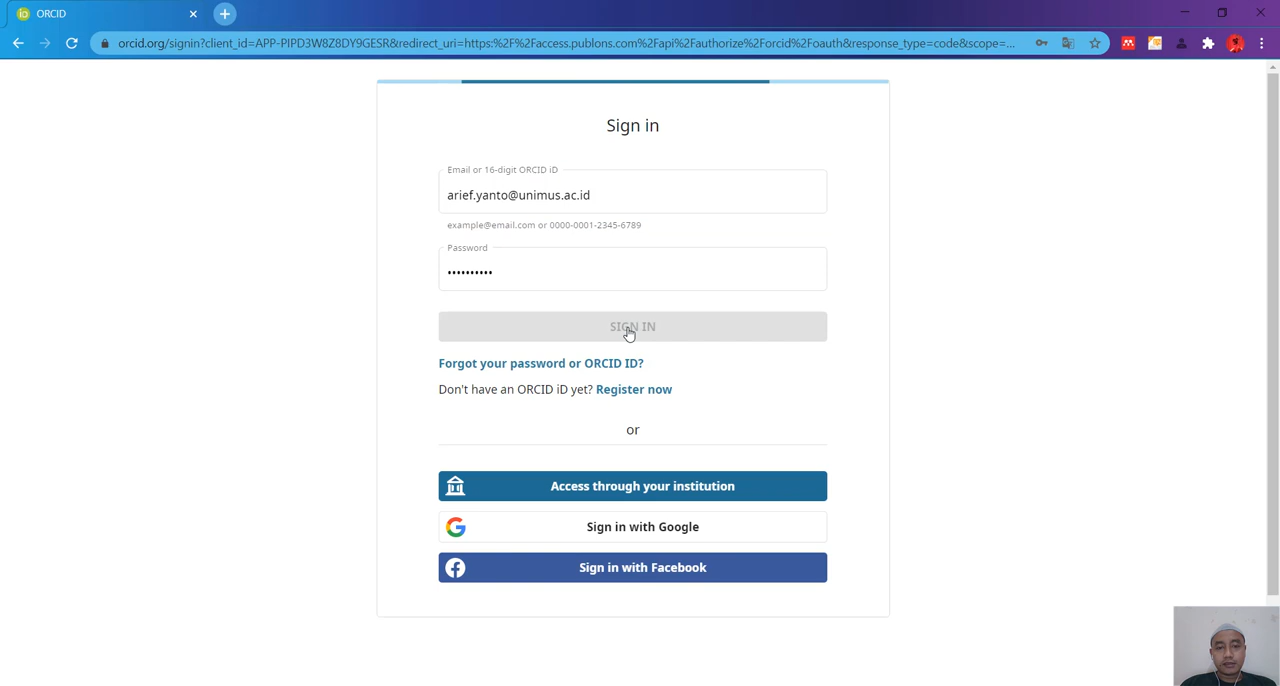 ORCID
orcid.org/signin?client_id=APP-PIPD3W8Z8DY9GESR&redirect_uri=https:%2F%2Faccess.publons.com%2Fapi%2Fauthorize%2Forcid%2Foauth&response_type=code&scope=...
Sign in
Email or 16-digit ORCID iD
arief.yanto@unimus.ac.id
example@email.com or 0000-0001-2345-6789
Password
••••••••••
SIGN IN
Forgot your password or ORCID ID?
Don't have an ORCID iD yet? Register now
or
Access through your institution
Sign in with Google
Sign in with Facebook